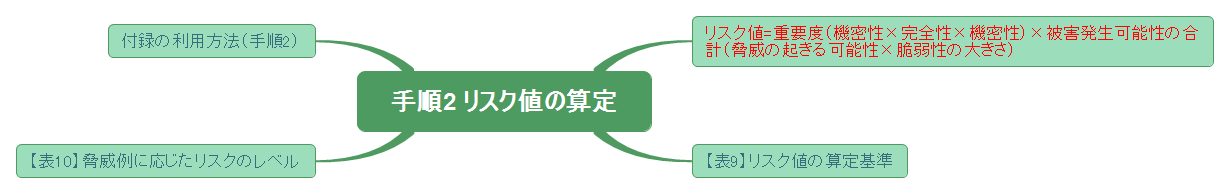 付録の利用方法（手順2）
リスク値=重要度（機密性×完全性×機密性）×被害発生可能性の合
計（脅威の起きる可能性×脆弱性の大きさ）
手順2 リスク値の算定
【表10】脅威例に応じたリスクのレベル
【表9】リスク値の算定基準